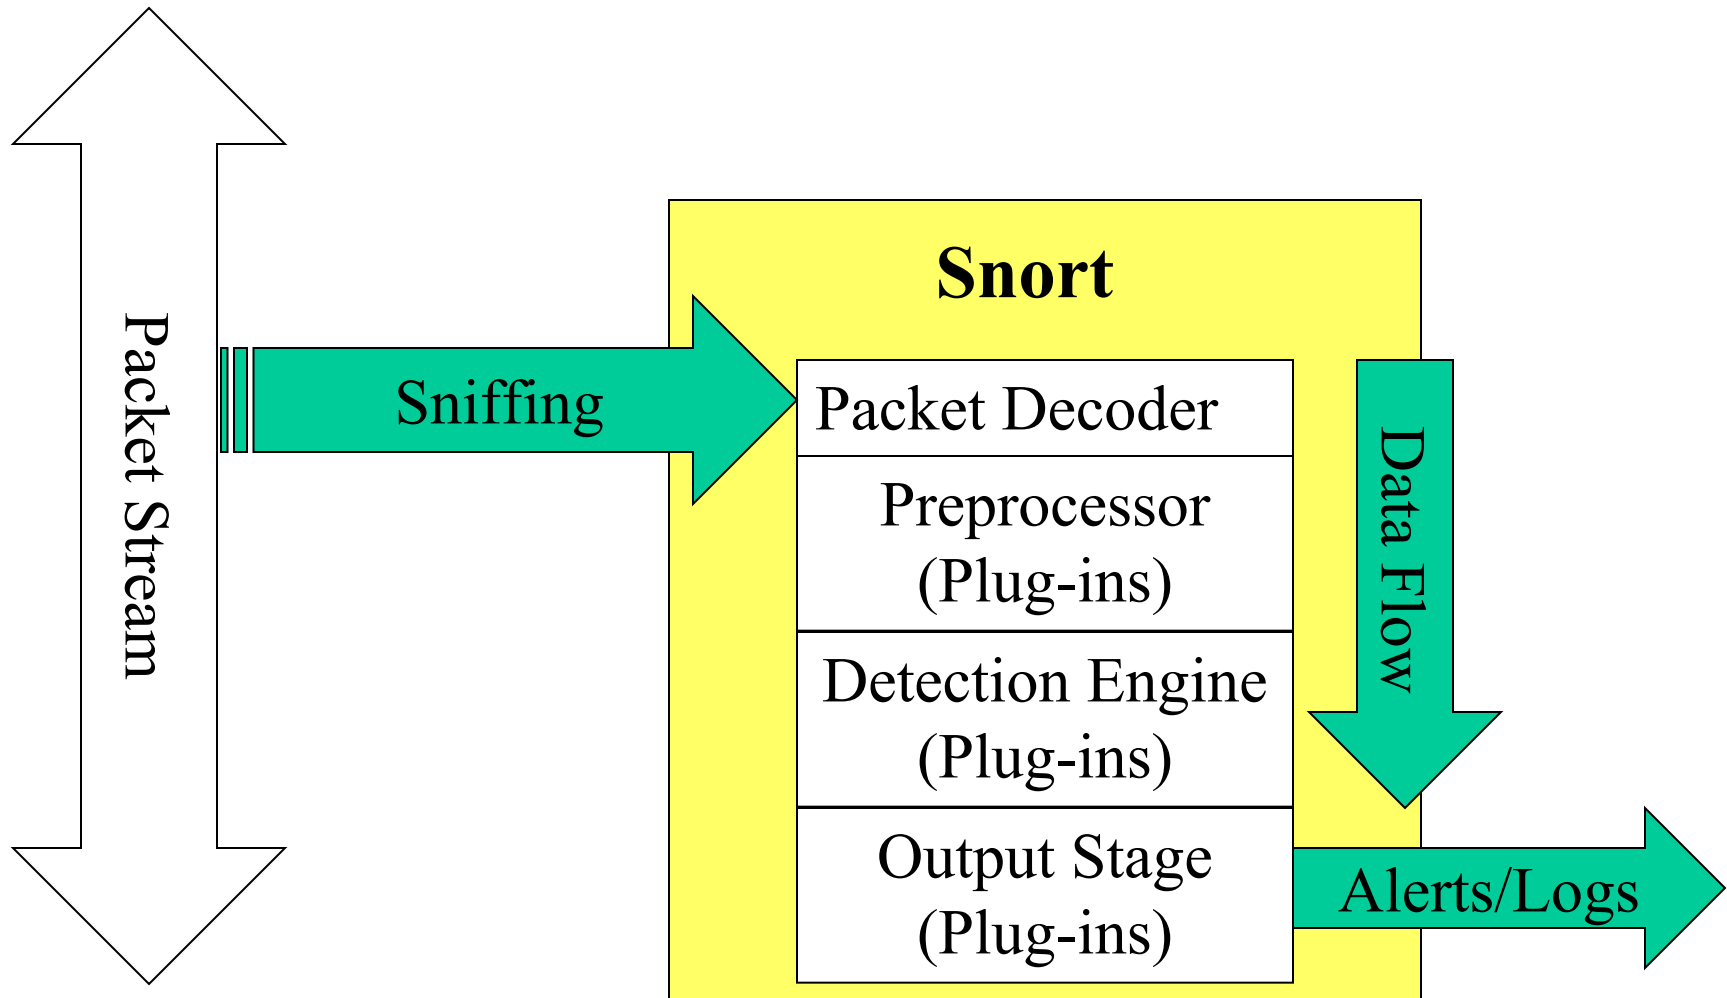 Packet Stream
Sniffing
Snort
Packet Decoder
Preprocessor
(Plug-ins)
Detection Engine
(Plug-ins)
Output Stage
(Plug-ins)
Data Flow
Alerts/Logs